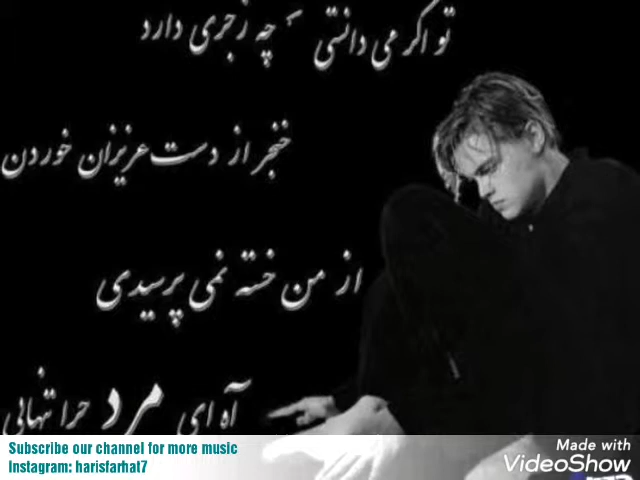 تو اگر می دانستی که چه زجری دارد
خنجر از دست عزیزان خوردن
از من خسته نمی پرسیدی
آه ای مرد چرا تنهایی
Subscribe our channel for more music
Instagram: harisfarhat7
Made with
VideoShow